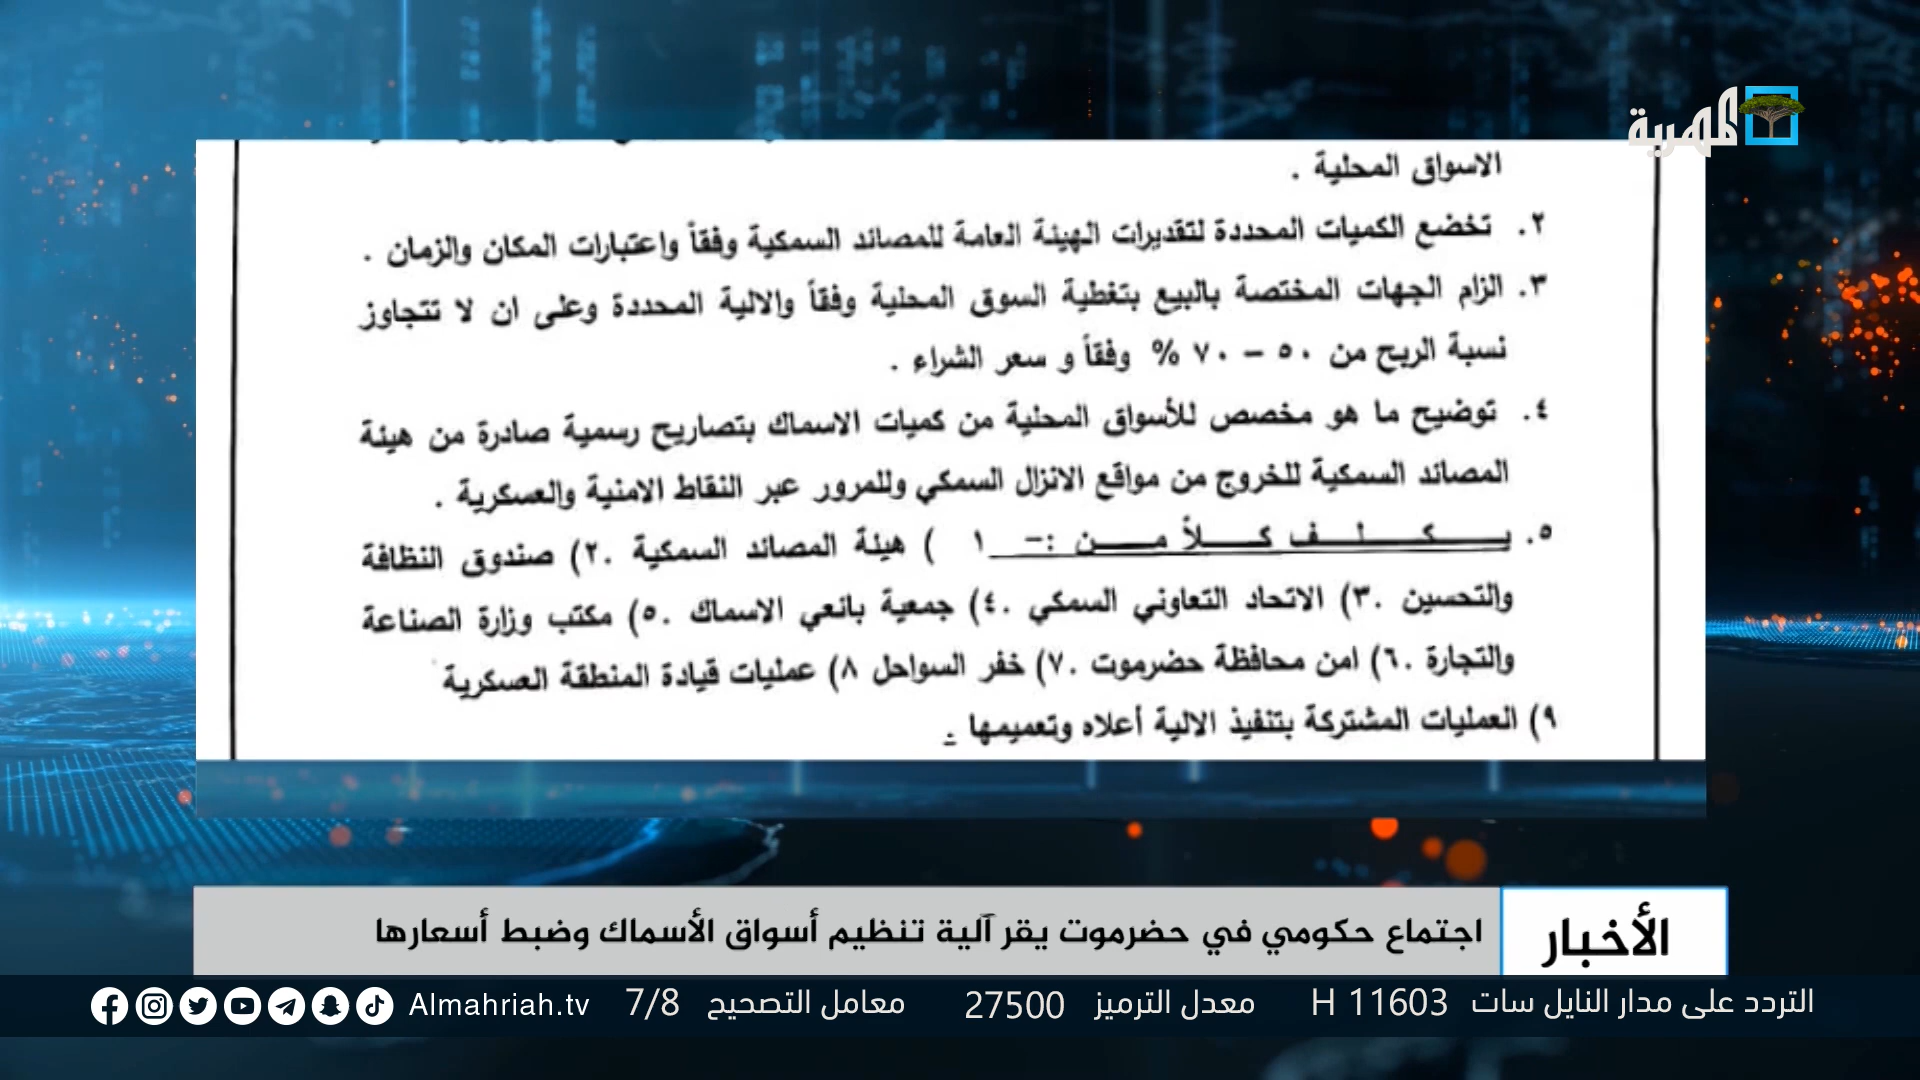 المهرية
الاسواق المحلية .
٢. تخضع الكميات المحددة لتقديرات الهيئة العامة للمصائد السمكية وفقاً واعتبارات المكان والزمان .
٣. الزام الجهات المختصة بالبيع بتغطية السوق المحلية وفقاً والالية المحددة وعلى ان لا تتجاوز
نسبة الربح من ٥٠ – ٧٠ % وفقاً و سعر الشراء .
٤. توضيح ما هو مخصص للأسواق المحلية من كميات الاسماك بتصاريح رسمية صادرة من هيئة
المصائد السمكية للخروج من مواقع الانزال السمكي وللمرور عبر النقاط الامنية والعسكرية .
٥. يـــكـــلـــف كـــلاً مـــن :- ١ ) هيئة المصائد السمكية .٢) صندوق النظافة
والتحسين .٣) الاتحاد التعاوني السمكي .٤) جمعية بائعي الاسماك .٥) مكتب وزارة الصناعة
والتجارة .٦) امن محافظة حضرموت .٧) خفر السواحل ٨) عمليات قيادة المنطقة العسكرية
٩) العمليات المشتركة بتنفيذ الالية أعلاه وتعميمها .
الأخبار
اجتماع حكومي في حضرموت يقر آلية تنظيم أسواق الأسماك وضبط أسعارها
التردد على مدار النايل سات H 11603 معدل الترميز 27500 معامل التصحيح 7/8 Almahriah.tv